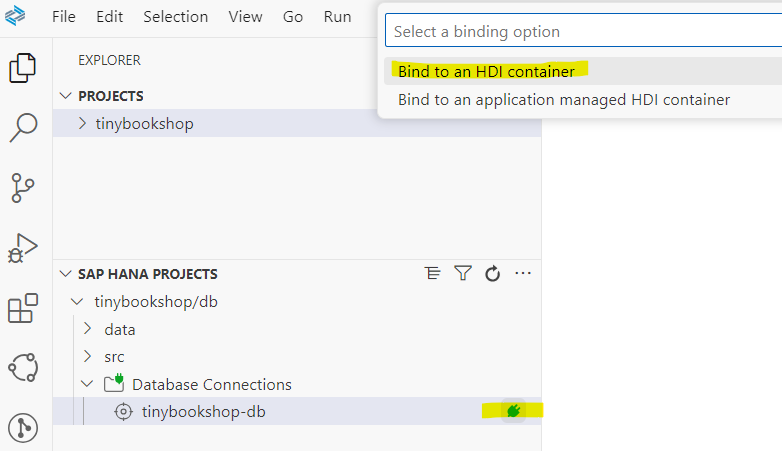 File Edit Selection View Go Run
Select a binding option
Bind to an HDI container
Bind to an application managed HDI container
EXPLORER
PROJECTS
tinybookshop
SAP HANA PROJECTS
tinybookshop/db
data
src
Database Connections
tinybookshop-db